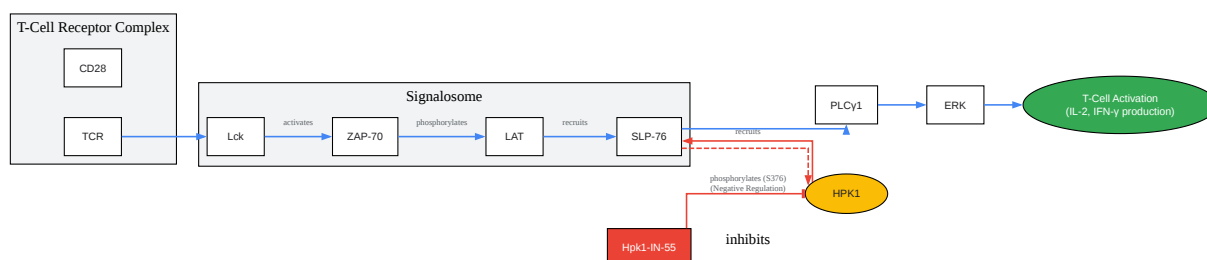 T-Cell Receptor Complex
CD28
TCR
Signalosome
Lck
activates
ZAP-70
phosphorylates
LAT
recruits
SLP-76
recruits
PLCγ1
ERK
T-Cell Activation
(IL-2, IFN-γ production)
phosphorylates (S376)
(Negative Regulation)
HPK1
Hpk1-IN-55
inhibits